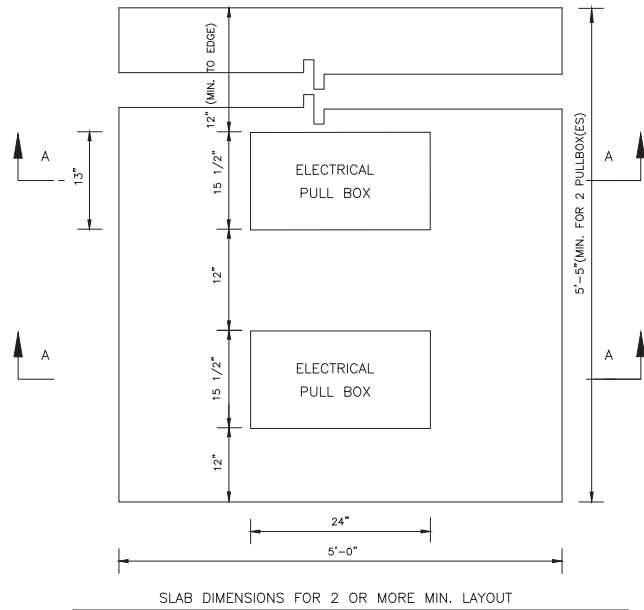 12" (MIN. TO EDGE)
A
13"
15 1/2"
ELECTRICAL
PULL BOX
A
5'-5"(MIN. FOR 2 PULLBOX(ES)
12"
A
15 1/2"
ELECTRICAL
PULL BOX
A
12"
24"
5'-0"
SLAB DIMENSIONS FOR 2 OR MORE MIN. LAYOUT